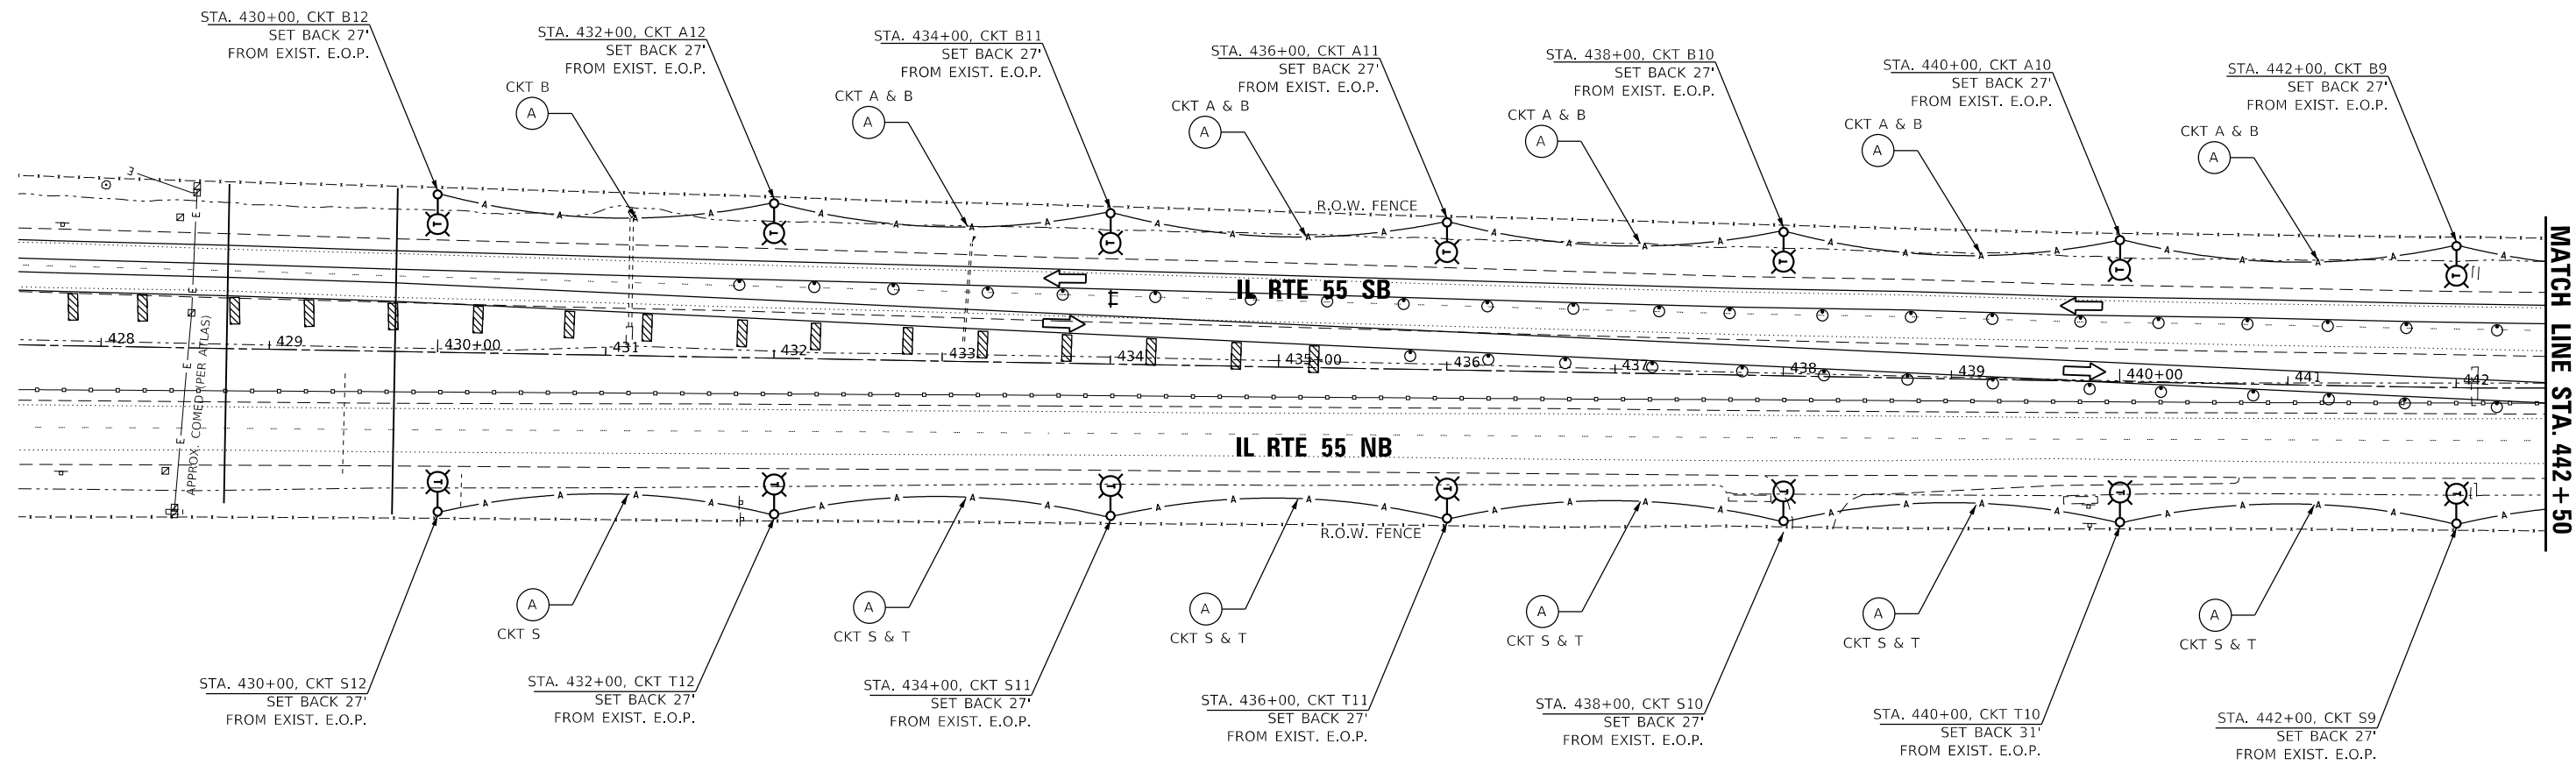 STA. 430+00, CKT B12
SET BACK 27'
FROM EXIST. E.O.P.
STA. 432+00, CKT A12
SET BACK 27'
FROM EXIST. E.O.P.
STA. 434+00, CKT B11
SET BACK 27'
FROM EXIST. E.O.P.
STA. 436+00, CKT A11
SET BACK 27'
FROM EXIST. E.O.P.
STA. 438+00, CKT B10
SET BACK 27'
FROM EXIST. E.O.P.
STA. 440+00, CKT A10
SET BACK 27'
FROM EXIST. E.O.P.
STA. 442+00, CKT B9
SET BACK 27'
FROM EXIST. E.O.P.
CKT B
A
CKT A & B
A
CKT A & B
A
CKT A & B
A
CKT A & B
A
CKT A & B
A
3
R.O.W. FENCE
IL RTE 55 SB
428
429
430+00
431
432
433
434
435+00
436
437
438
439
440+00
441
442
APPROX. COMED (PER ATLAS)
E
E
E
E
MATCH LINE STA. 442+50
IL RTE 55 NB
R.O.W. FENCE
A
CKT S
A
CKT S & T
A
CKT S & T
A
CKT S & T
A
CKT S & T
A
CKT S & T
STA. 430+00, CKT S12
SET BACK 27'
FROM EXIST. E.O.P.
STA. 432+00, CKT T12
SET BACK 27'
FROM EXIST. E.O.P.
STA. 434+00, CKT S11
SET BACK 27'
FROM EXIST. E.O.P.
STA. 436+00, CKT T11
SET BACK 27'
FROM EXIST. E.O.P.
STA. 438+00, CKT S10
SET BACK 27'
FROM EXIST. E.O.P.
STA. 440+00, CKT T10
SET BACK 31'
FROM EXIST. E.O.P.
STA. 442+00, CKT S9
SET BACK 27'
FROM EXIST. E.O.P.